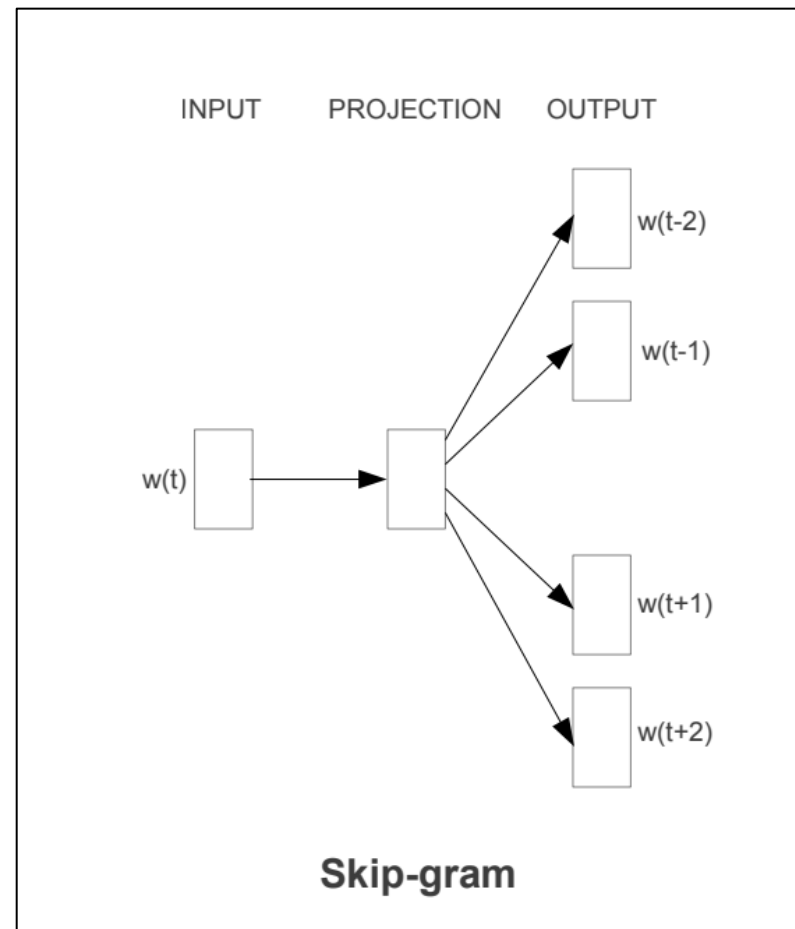 INPUT PROJECTION OUTPUT
w(t-2)
w(t-1)
w(t)
w(t+1)
w(t+2)
Skip-gram